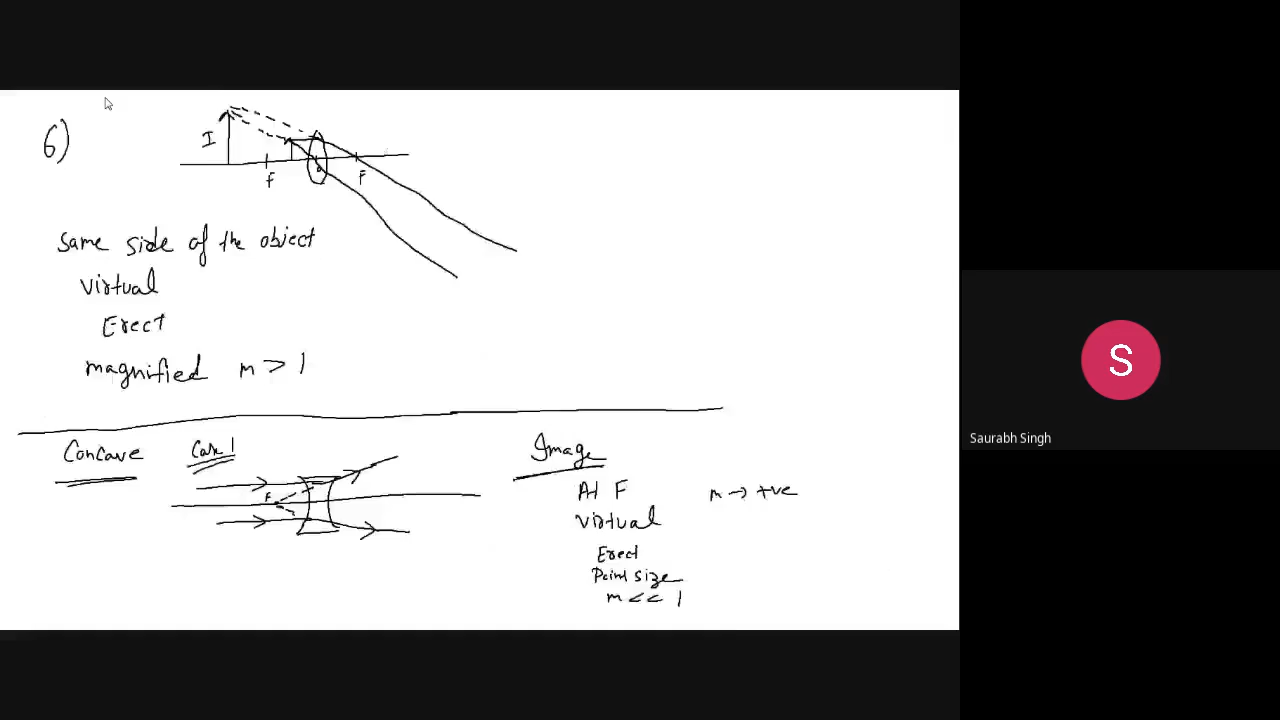 6)
I
F
F
same side of the object
virtual
Erect
magnified m > 1
Concave
Case 1
F
Image
At F
m → +ve
virtual
Erect
Point size
m << 1
S
Saurabh Singh